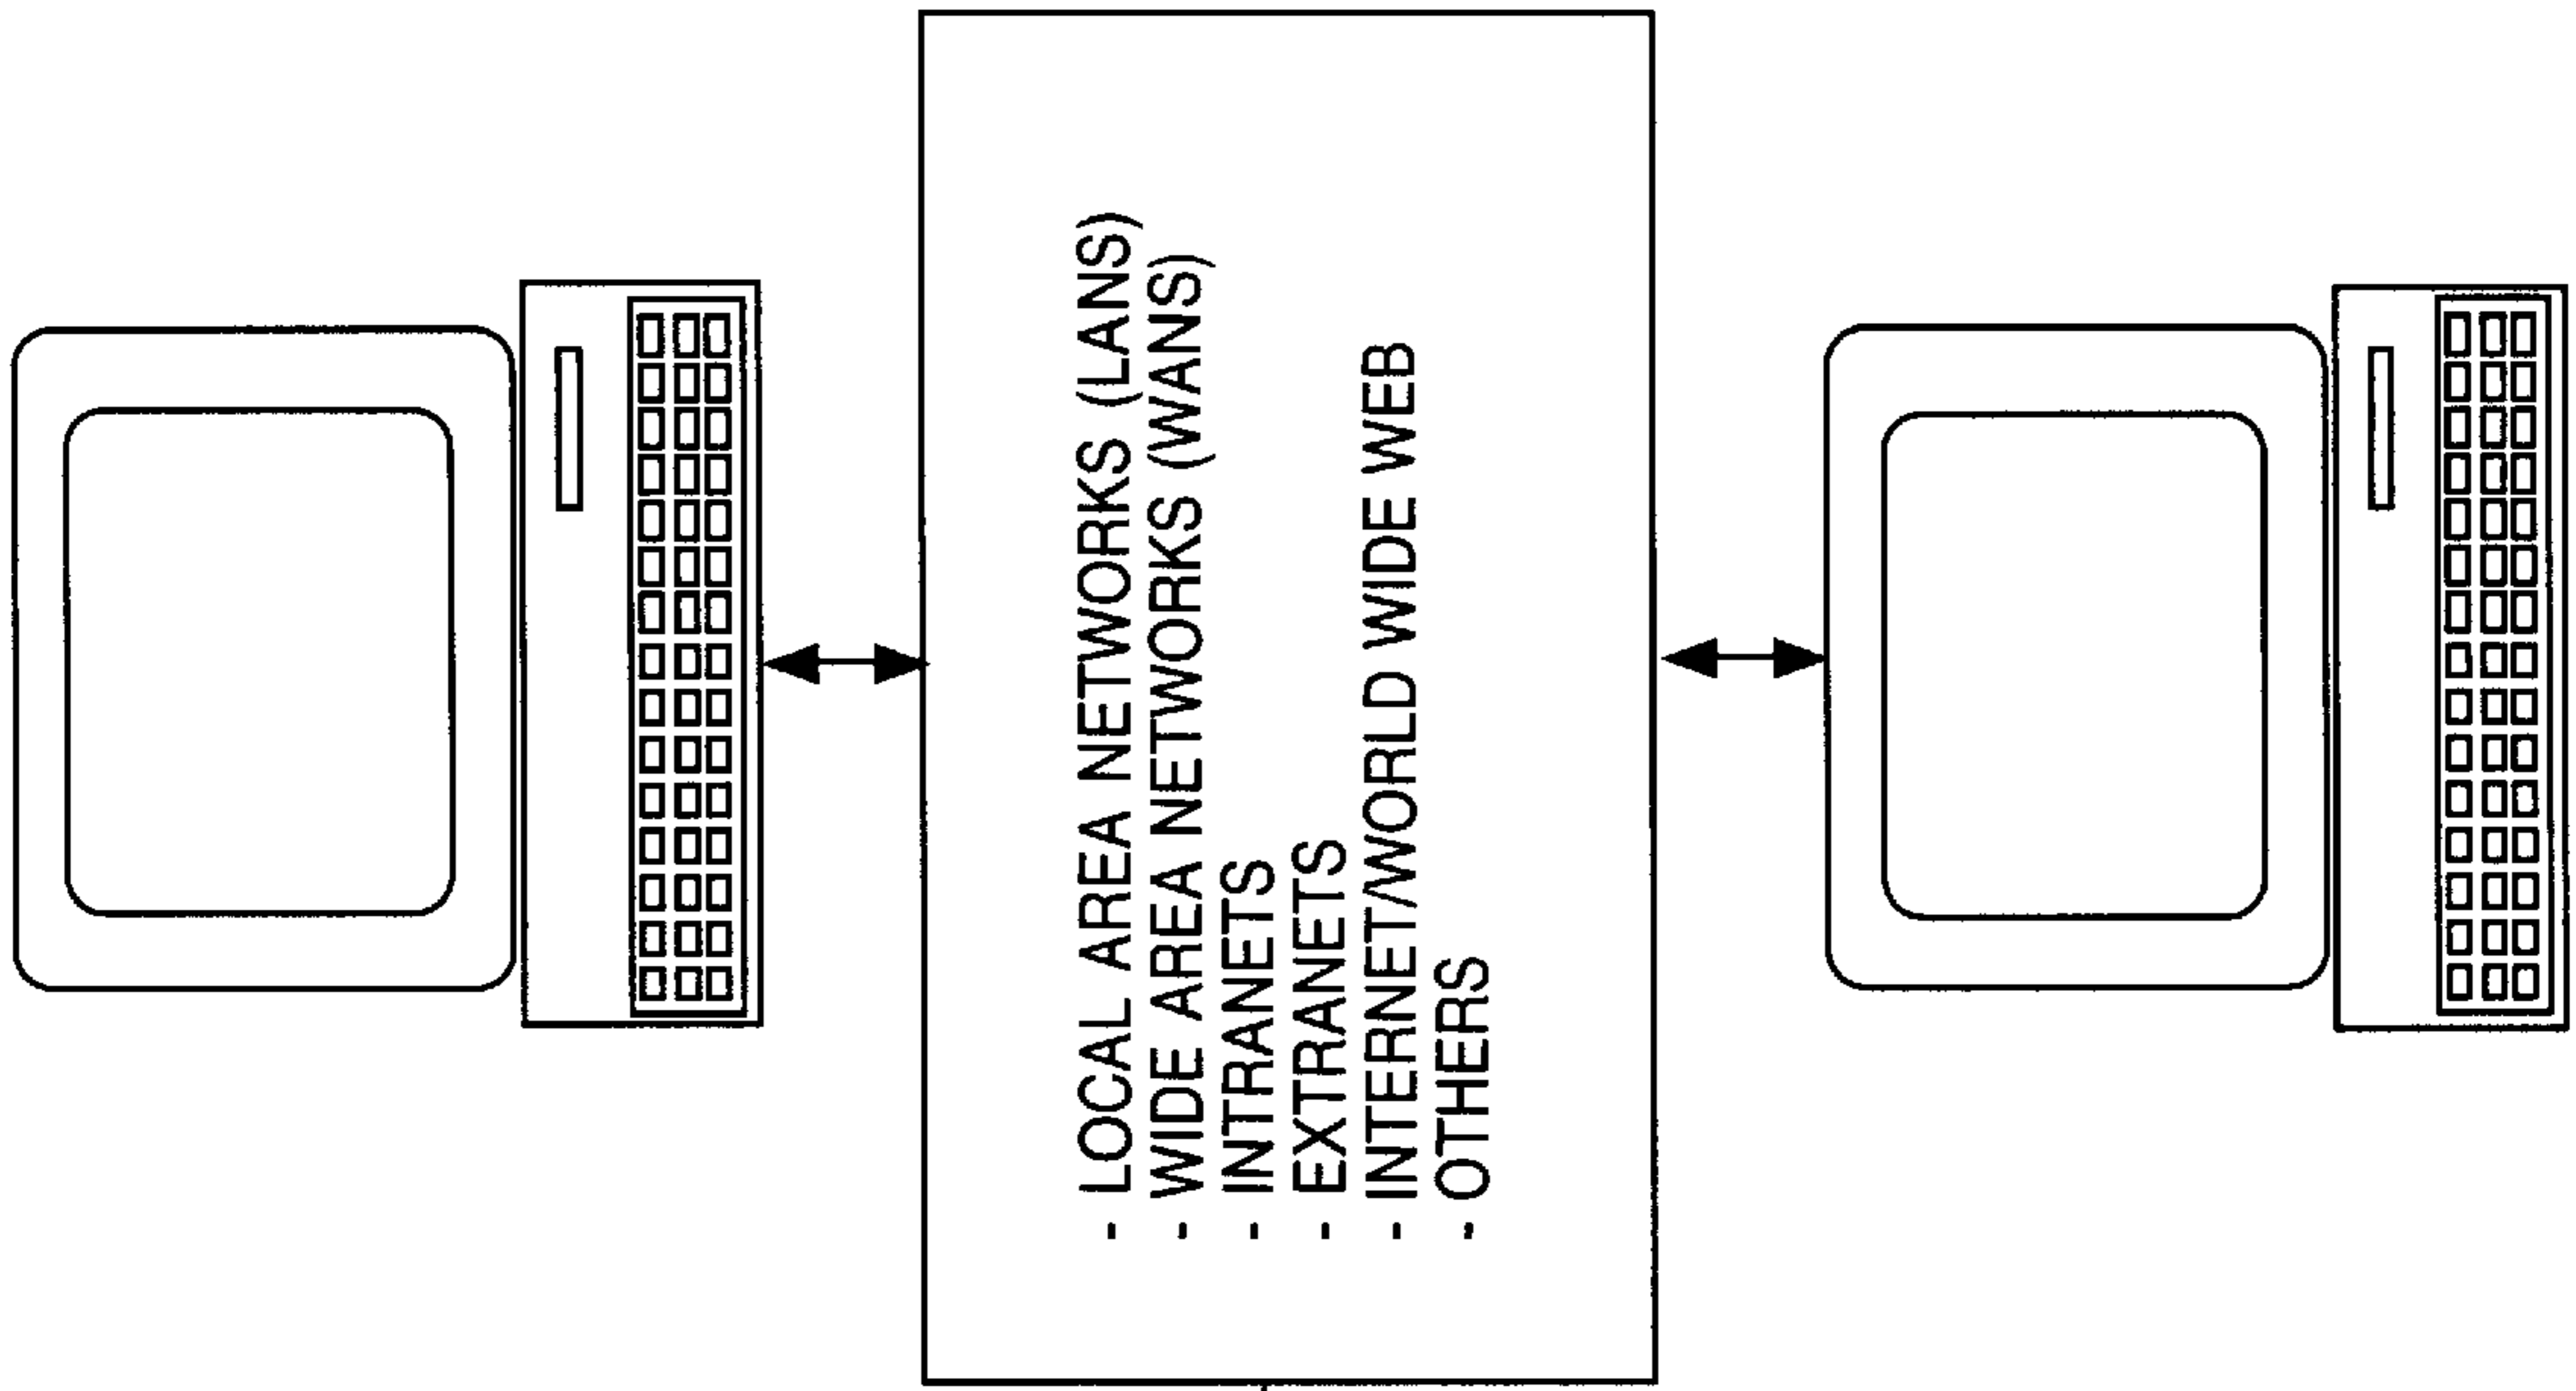 - LOCAL AREA NETWORKS (LANS)
- WIDE AREA NETWORKS (WANS)
- INTRANETS
- EXTRANETS
- INTERNET/WORLD WIDE WEB
- OTHERS